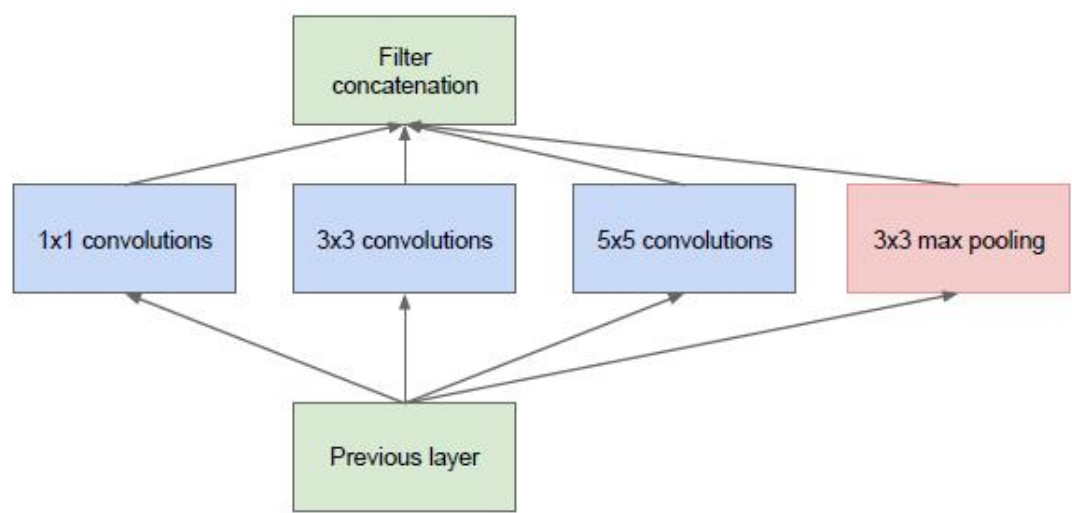 Filter
concatenation
1x1 convolutions
3x3 convolutions
5x5 convolutions
3x3 max pooling
Previous layer